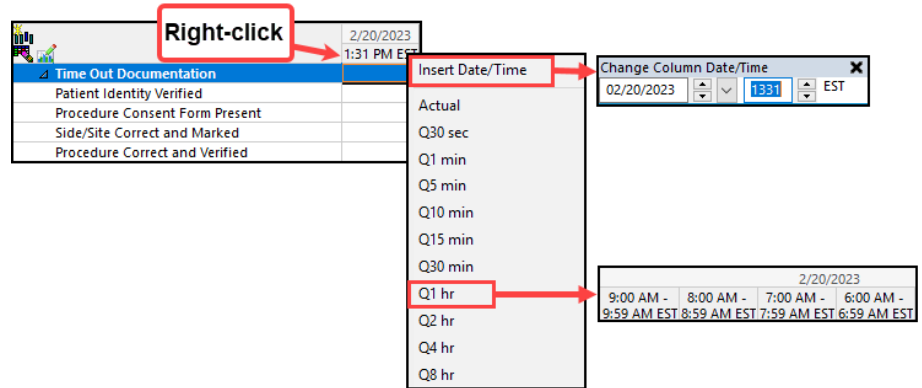 Right-click
2/20/2023
1:31 PM EST
Time Out Documentation
Patient Identity Verified
Procedure Consent Form Present
Side/Site Correct and Marked
Procedure Correct and Verified
Insert Date/Time
Actual
Q30 sec
Q1 min
Q5 min
Q10 min
Q15 min
Q30 min
Q1 hr
Q2 hr
Q4 hr
Q8 hr
Change Column Date/Time
02/20/2023 1331 EST
2/20/2023
9:00 AM - 8:00 AM - 7:00 AM - 6:00 AM -
9:59 AM EST 8:59 AM EST 7:59 AM EST 6:59 AM EST